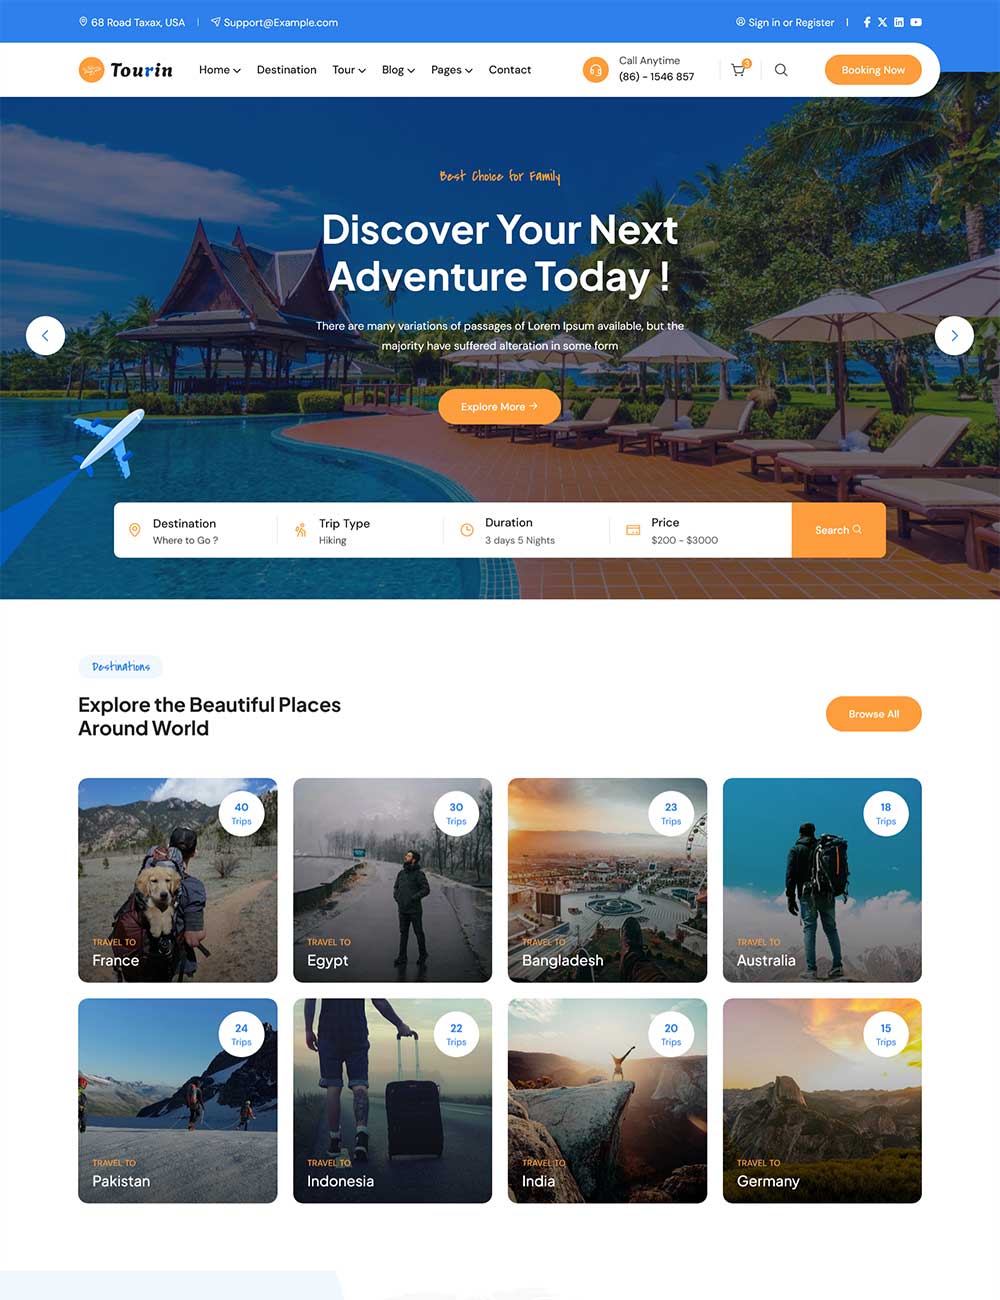 68 Road Taxax, USA
Support@Example.com
Sign in or Register
Tourin
Home
Destination
Tour
Blog
Pages
Contact
Call Anytime
(86) - 1546 857
3
Booking Now
Best Choice for Family
Discover Your Next
Adventure Today !
There are many variations of passages of Lorem Ipsum available, but the
majority have suffered alteration in some form
Explore More
Destination
Where to Go ?
Trip Type
Hiking
Duration
3 days 5 Nights
Price
$200 - $3000
Search
Destinations
Explore the Beautiful Places
Around World
Browse All
40
Trips
TRAVEL TO
France
30
Trips
TRAVEL TO
Egypt
23
Trips
TRAVEL TO
Bangladesh
18
Trips
TRAVEL TO
Australia
24
Trips
TRAVEL TO
Pakistan
22
Trips
TRAVEL TO
Indonesia
20
Trips
TRAVEL TO
India
15
Trips
TRAVEL TO
Germany